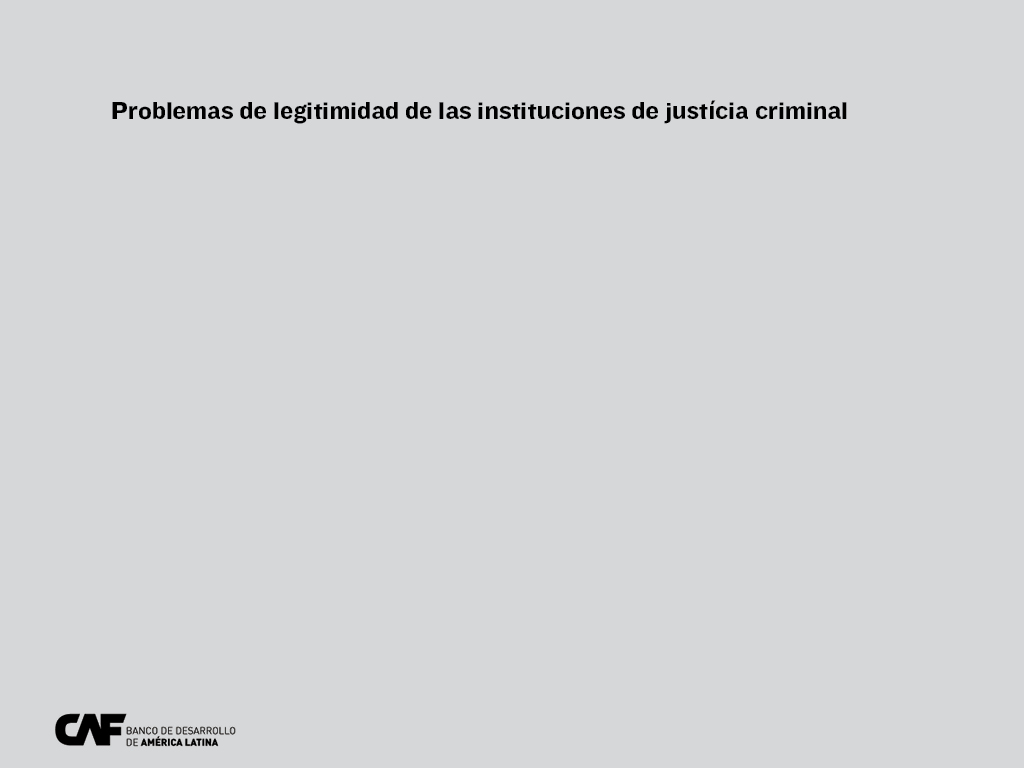 Problemas de legitimidad de las instituciones de justícia criminal
CAF BANCO DE DESARROLLO
DE AMÉRICA LATINA